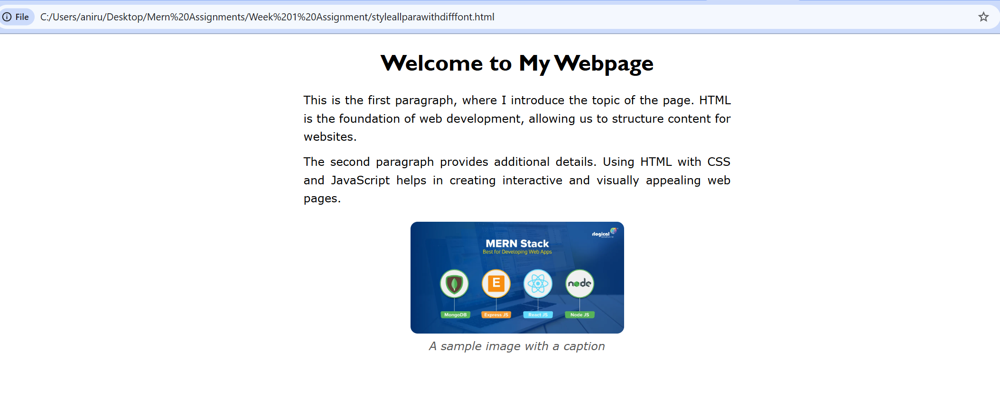 File C:/Users/aniru/Desktop/Mern%20Assignments/Week%201%20Assignment/styleallparawithdifffont.html
Welcome to My Webpage
This is the first paragraph, where I introduce the topic of the page. HTML
is the foundation of web development, allowing us to structure content for
websites.
The second paragraph provides additional details. Using HTML with CSS
and JavaScript helps in creating interactive and visually appealing web
pages.
rlogical
MERN Stack
Best for Developing Web Apps
E
node
MongoDB Express JS React JS Node JS
A sample image with a caption